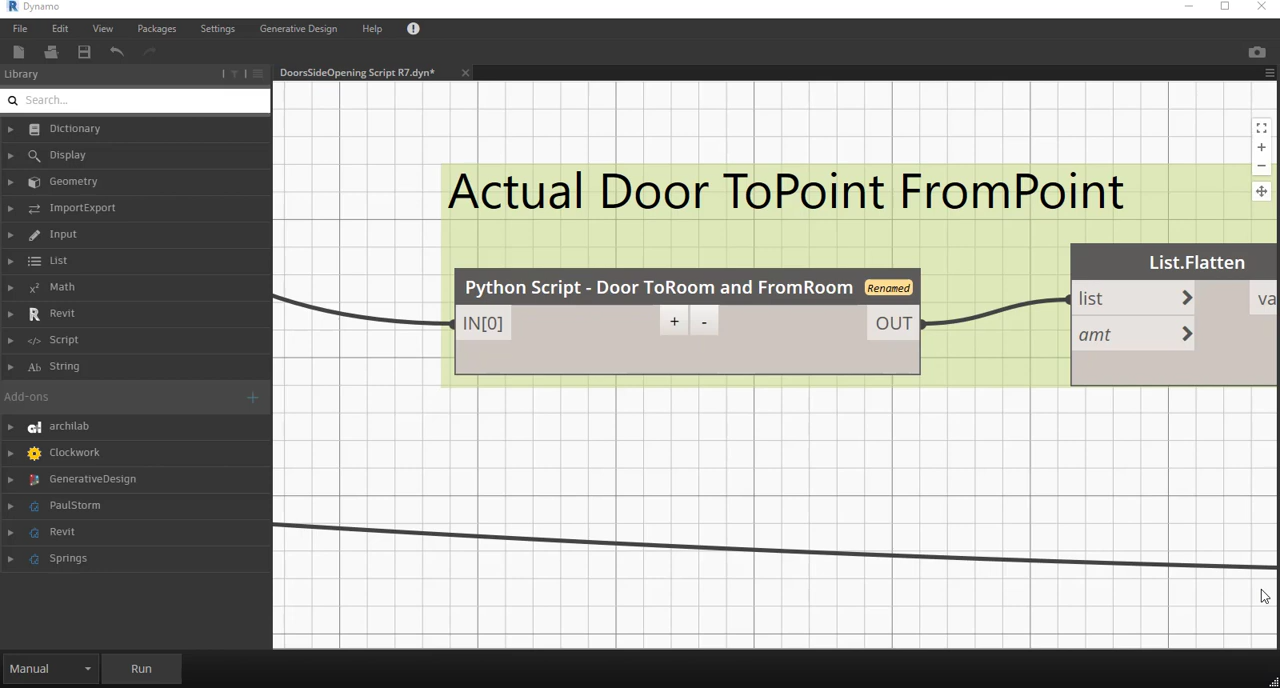 Dynamo
File Edit View Packages Settings Generative Design Help
Library
DoorsSideOpening Script R7.dyn*
Search...
Dictionary
Display
Geometry
ImportExport
Input
List
Math
Revit
Script
String
Add-ons
archilab
Clockwork
GenerativeDesign
PaulStorm
Revit
Springs
Actual Door ToPoint FromPoint
Python Script - Door ToRoom and FromRoom Renamed
IN[0] + - OUT
List.Flatten
list > va
amt >
Manual Run